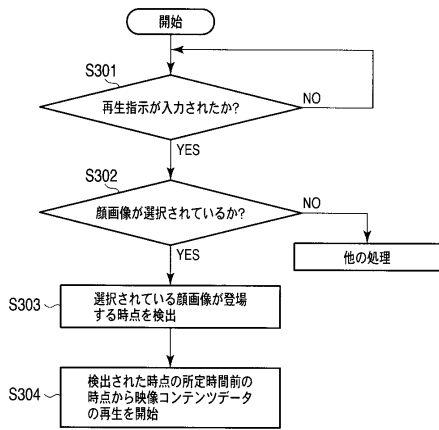 開始
S301
再生指示が入力されたか?
NO
YES
S302
顔画像が選択されているか?
NO
YES
他の処理
S303
選択されている顔画像が登場
する時点を検出
S304
検出された時点の所定時間前の
時点から映像コンテンツデータ
の再生を開始